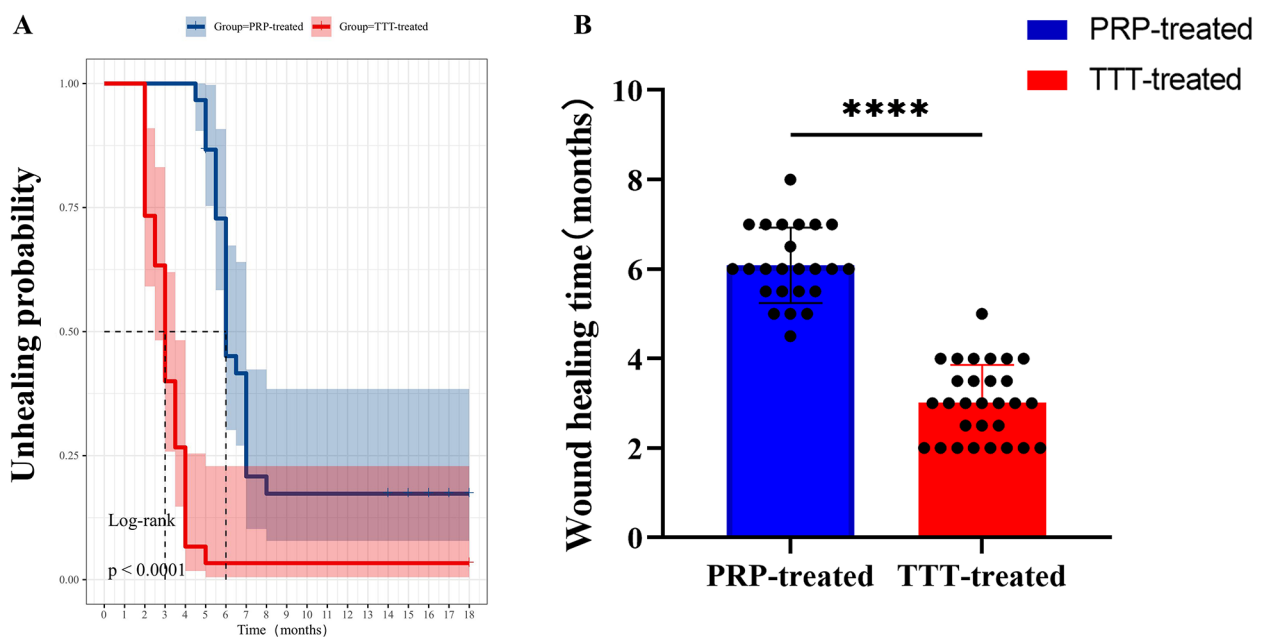 A
Group=PRP-treated Group=TTT-treated
Unhealing probability
1.00
0.75
0.50
0.25
0.00
Log-rank
p < 0.0001
0 1 2 3 4 5 6 7 8 9 10 11 12 13 14 15 16 17 18
Time (months)
B
PRP-treated
TTT-treated
****
Wound healing time(months)
10
8
6
4
2
0
PRP-treated TTT-treated